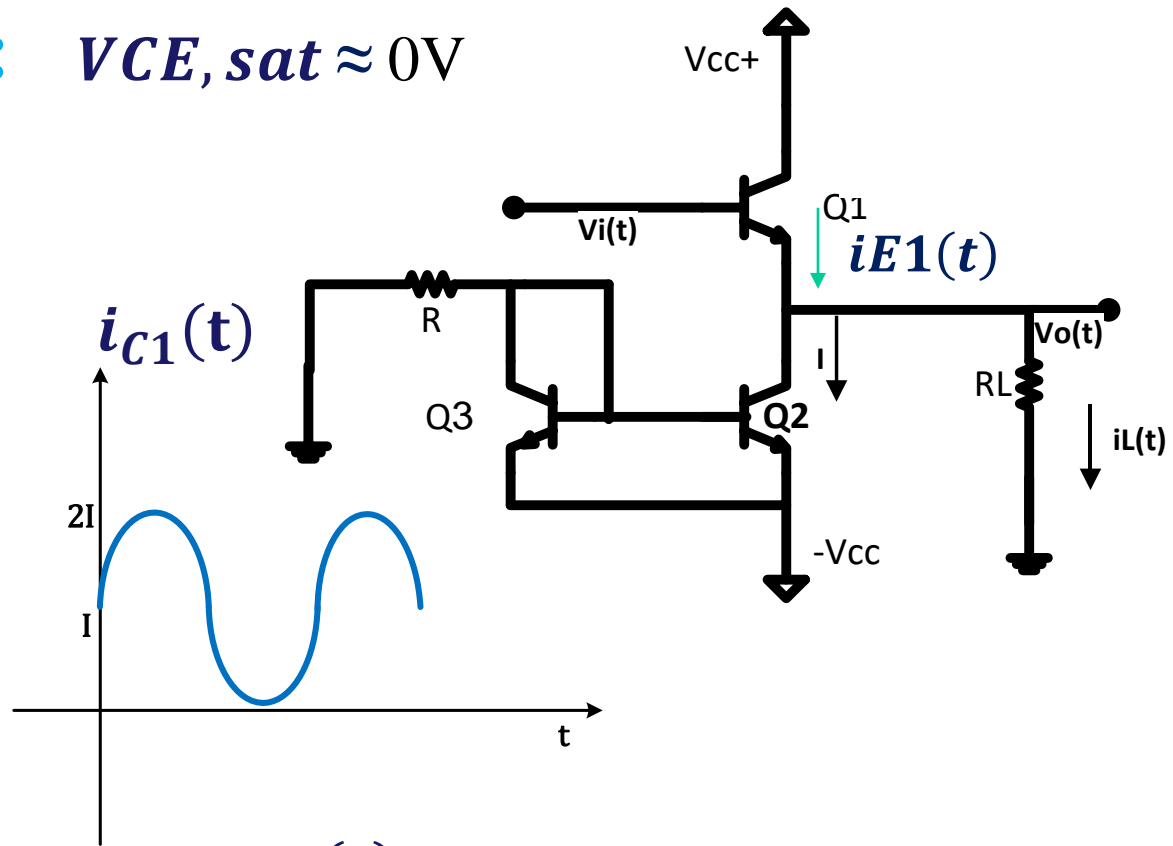 : VCE, sat ≈ 0V
Vcc+
Q1
Vi(t)
iE1(t)
R
Vo(t)
iC1(t)
I
RL
Q3
Q2
iL(t)
2I
-Vcc
I
t